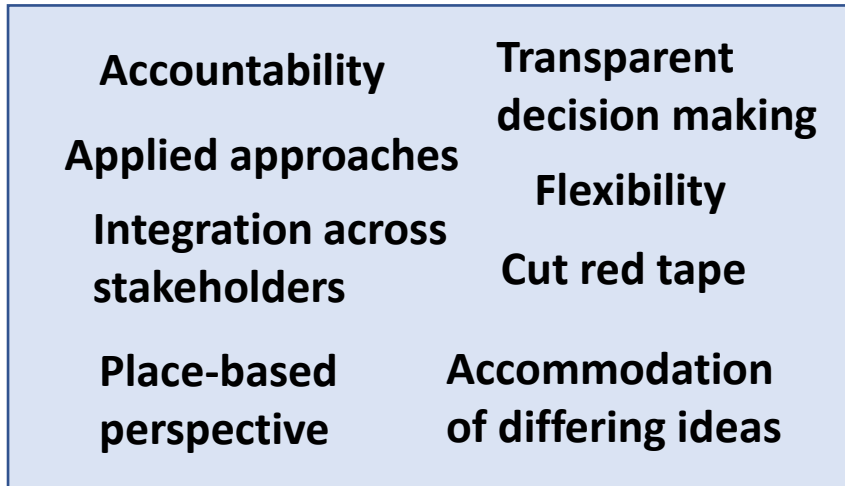 Accountability
Applied approaches
Integration across
stakeholders
Place-based
perspective
Transparent
decision making
Flexibility
Cut red tape
Accommodation
of differing ideas